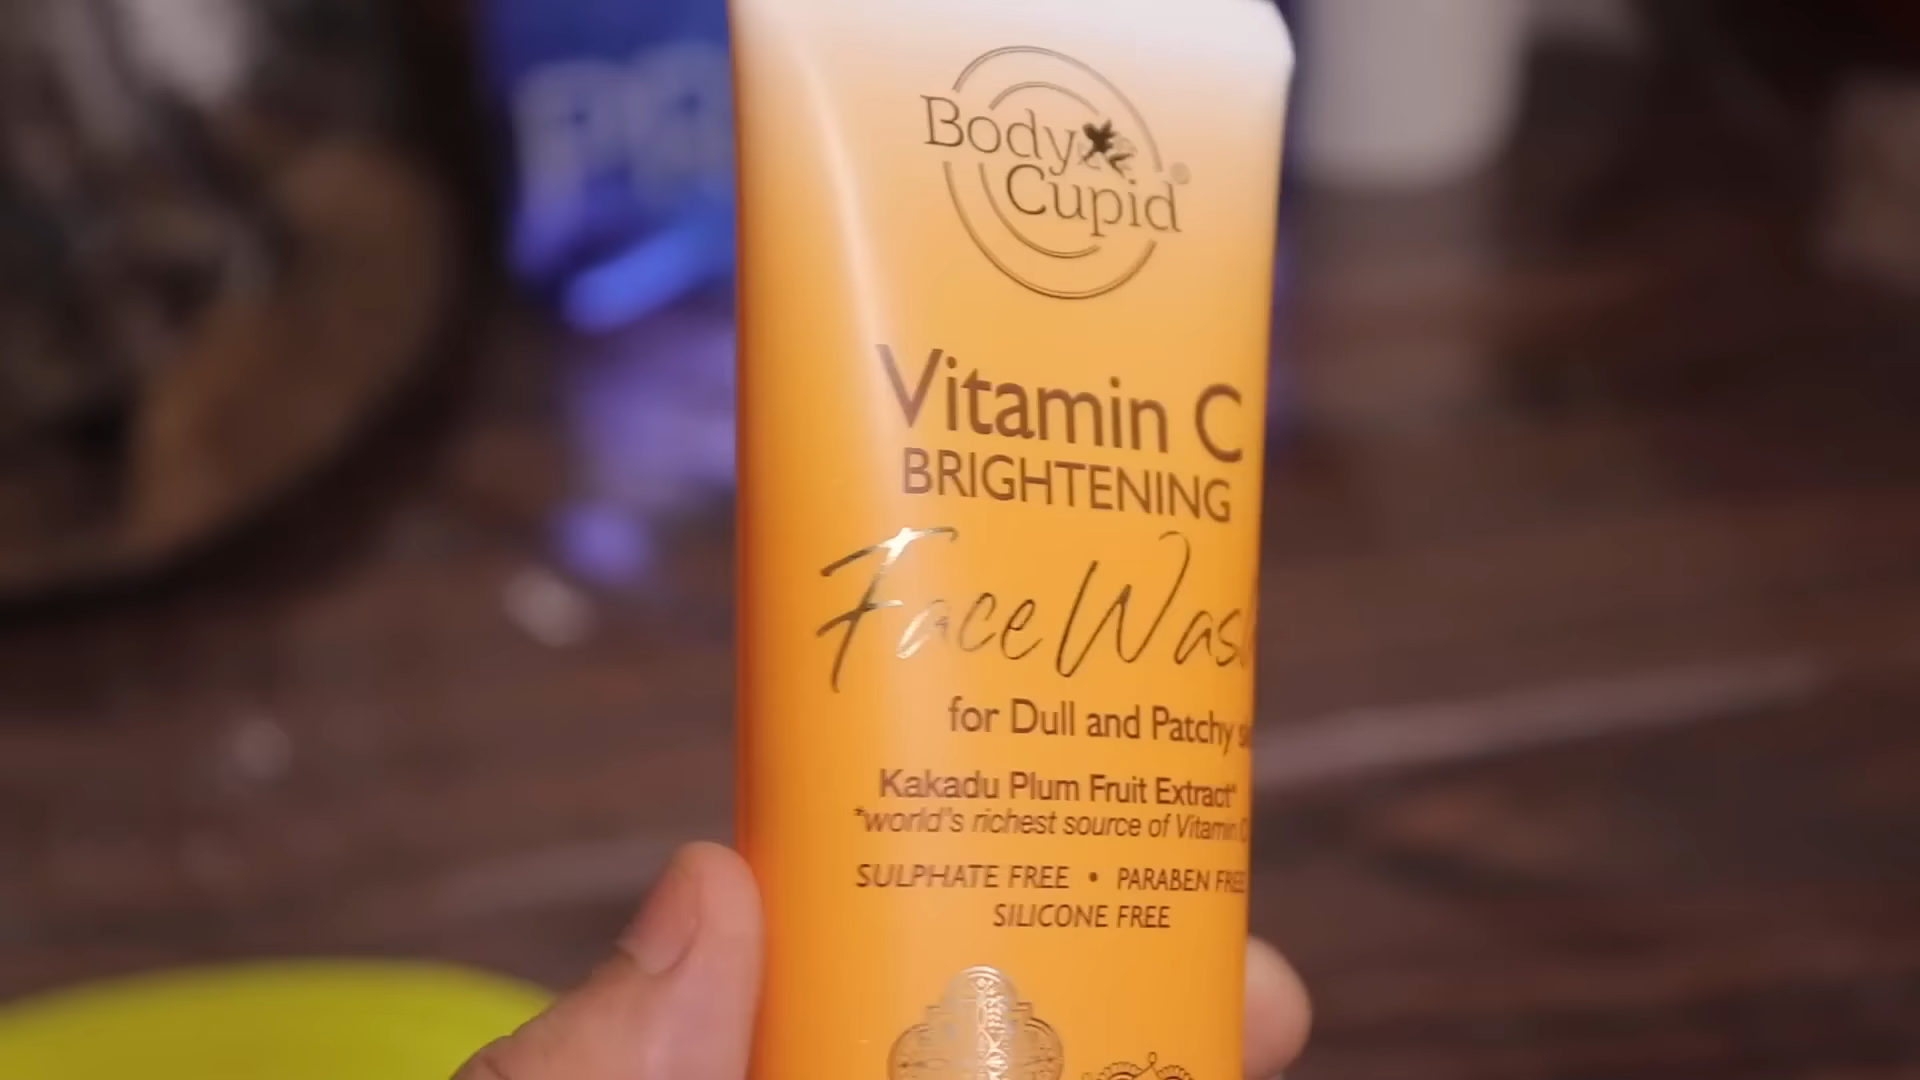 Body
Cupid®
Vitamin C
BRIGHTENING
Face Wash
for Dull and Patchy
Kakadu Plum Fruit Extract*
*world's richest source of Vitamin C
SULPHATE FREE • PARABEN FREE
SILICONE FREE